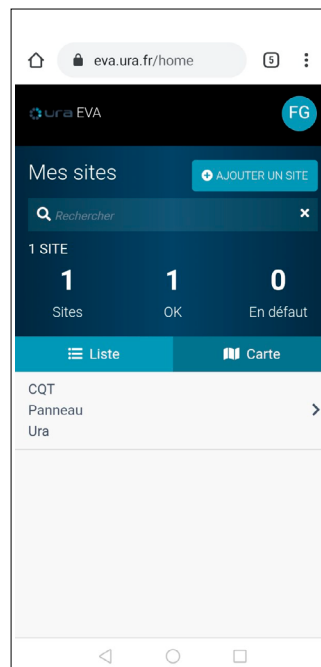 eva.ura.fr/home
5
ura EVA
FG
Mes sites
AJOUTER UN SITE
Rechercher
1 SITE
1 1 0
Sites OK En défaut
Liste Carte
CQT
Panneau
Ura